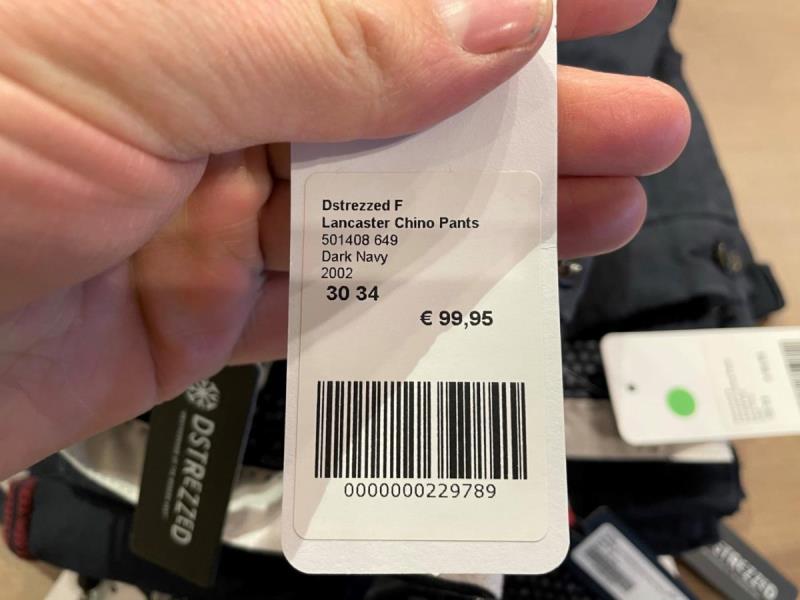 Dstrezzed F
Lancaster Chino Pants
501408 649
Dark Navy
2002
30 34
€ 99,95
0000000229789
DSTREZZED
DSTREZZED